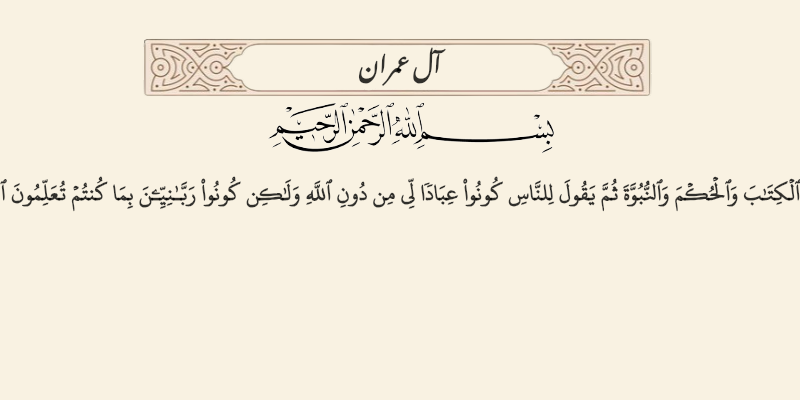 آل عمران
بِسْمِ ٱللَّهِ ٱلرَّحْمَٰنِ ٱلرَّحِيمِ
ٱلْكِتَٰبَ وَٱلْحُكْمَ وَٱلنُّبُوَّةَ ثُمَّ يَقُولَ لِلنَّاسِ كُونُوا۟ عِبَادًا لِّى مِن دُونِ ٱللَّهِ وَلَٰكِن كُونُوا۟ رَبَّٰنِيِّـۧنَ بِمَا كُنتُمْ تُعَلِّمُونَ